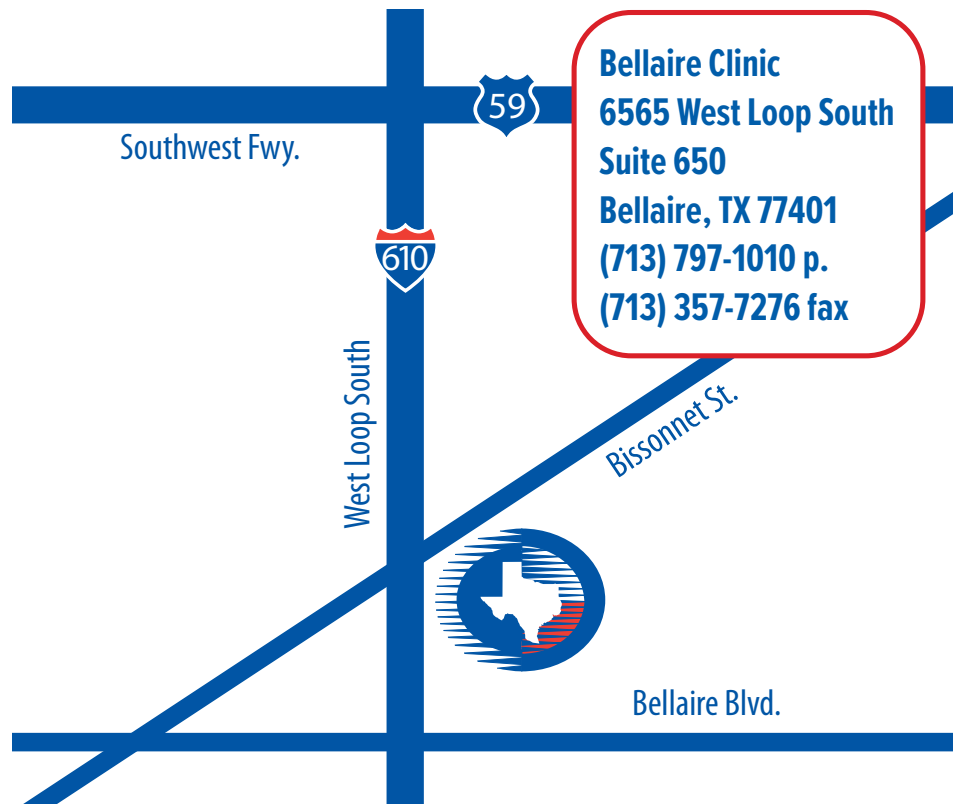 59
Bellaire Clinic
6565 West Loop South
Suite 650
Bellaire, TX 77401
(713) 797-1010 p.
(713) 357-7276 fax
Southwest Fwy.
610
West Loop South
Bissonnet St.
Bellaire Blvd.